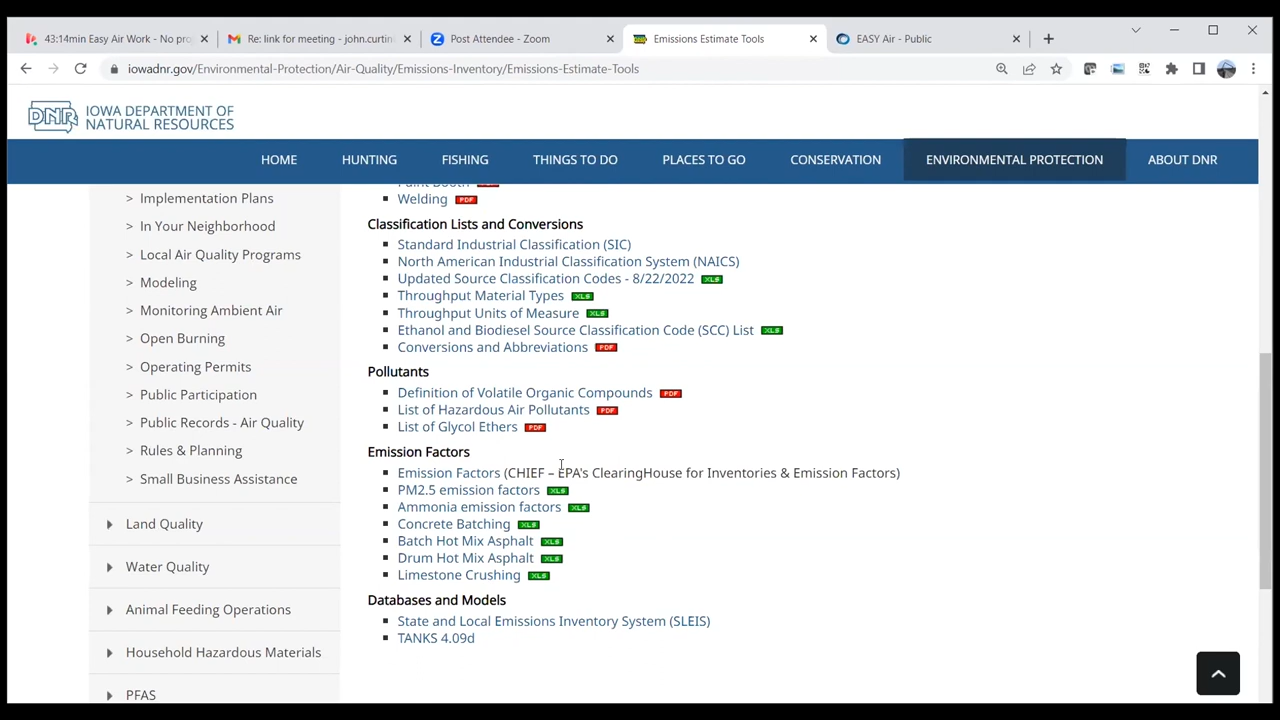 43:14min Easy Air Work - No pro
Re: link for meeting - john.curtin
Post Attendee - Zoom
Emissions Estimate Tools
EASY Air - Public
iowadnr.gov/Environmental-Protection/Air-Quality/Emissions-Inventory/Emissions-Estimate-Tools
DNR
IOWA DEPARTMENT OF
NATURAL RESOURCES
HOME HUNTING FISHING THINGS TO DO PLACES TO GO CONSERVATION ENVIRONMENTAL PROTECTION ABOUT DNR
> Implementation Plans
> In Your Neighborhood
> Local Air Quality Programs
> Modeling
> Monitoring Ambient Air
> Open Burning
> Operating Permits
> Public Participation
> Public Records - Air Quality
> Rules & Planning
> Small Business Assistance
Land Quality
Water Quality
Animal Feeding Operations
Household Hazardous Materials
PFAS
Paint Booth
Welding PDF
Classification Lists and Conversions
Standard Industrial Classification (SIC)
North American Industrial Classification System (NAICS)
Updated Source Classification Codes - 8/22/2022 XLS
Throughput Material Types XLS
Throughput Units of Measure XLS
Ethanol and Biodiesel Source Classification Code (SCC) List XLS
Conversions and Abbreviations PDF
Pollutants
Definition of Volatile Organic Compounds PDF
List of Hazardous Air Pollutants PDF
List of Glycol Ethers PDF
Emission Factors
Emission Factors (CHIEF – EPA's ClearingHouse for Inventories & Emission Factors)
PM2.5 emission factors XLS
Ammonia emission factors XLS
Concrete Batching XLS
Batch Hot Mix Asphalt XLS
Drum Hot Mix Asphalt XLS
Limestone Crushing XLS
Databases and Models
State and Local Emissions Inventory System (SLEIS)
TANKS 4.09d